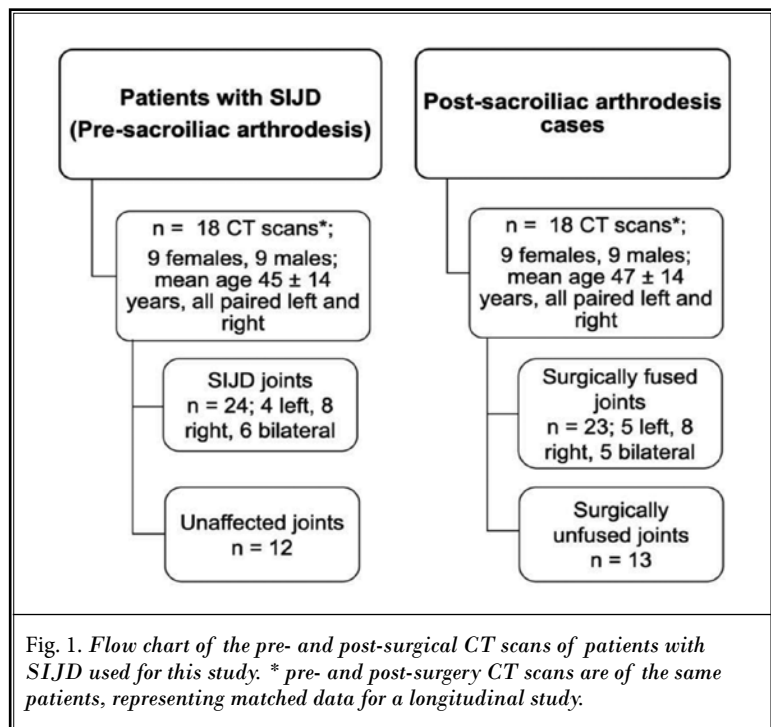 Patients with SIJD
(Pre-sacroiliac arthrodesis)
n = 18 CT scans*;
9 females, 9 males;
mean age 45 ± 14
years, all paired left and
right
SIJD joints
n = 24; 4 left, 8
right, 6 bilateral
Unaffected joints
n = 12
Post-sacroiliac arthrodesis
cases
n = 18 CT scans*;
9 females, 9 males;
mean age 47 ± 14
years, all paired left and
right
Surgically fused
joints
n = 23; 5 left, 8
right, 5 bilateral
Surgically
unfused joints
n = 13
Fig. 1. Flow chart of the pre- and post-surgical CT scans of patients with
SIJD used for this study. * pre- and post-surgery CT scans are of the same
patients, representing matched data for a longitudinal study.